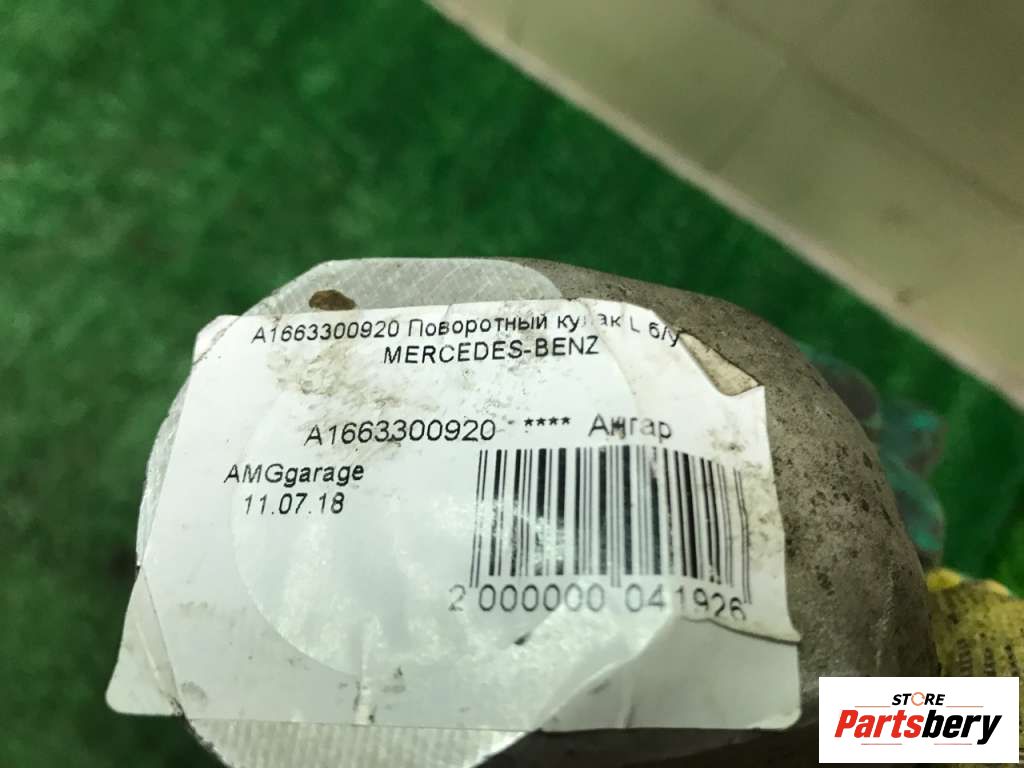 A1663300920 Поворотный кулак L б/у
MERCEDES-BENZ
A1663300920 - **** Ангар
AMGgarage
11.07.18
2 000000 041926
STORE
Partsbery